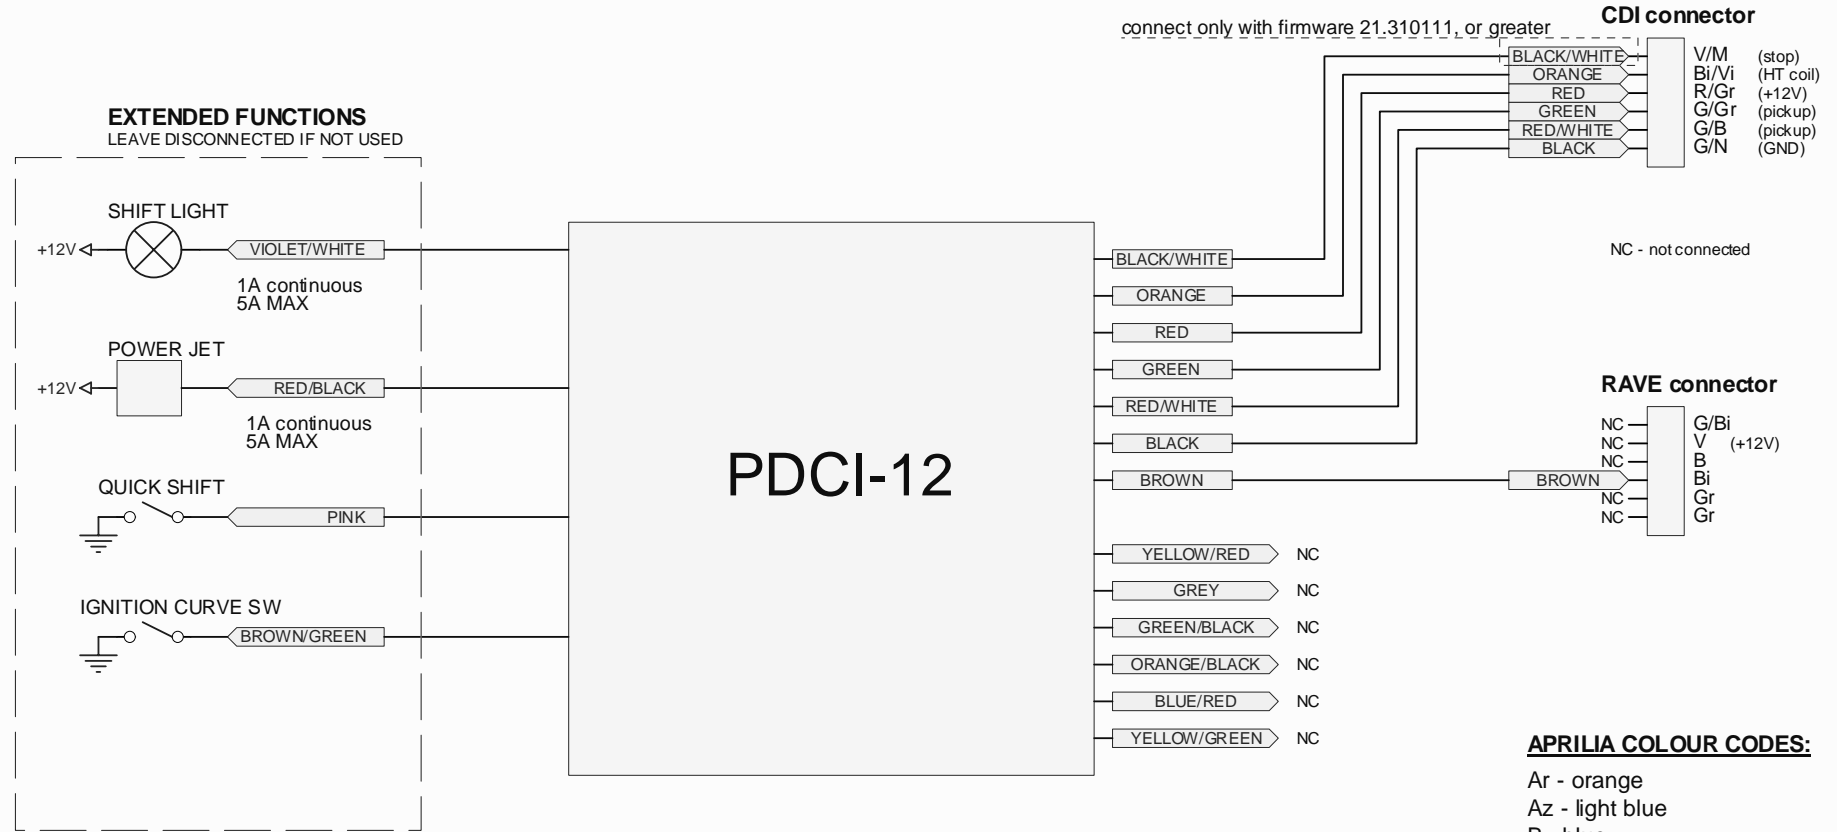 connect only with firmware 21.310111, or greater
CDI connector
BLACK/WHITE V/M (stop)
ORANGE Bi/Vi (HT coil)
RED R/Gr (+12V)
GREEN G/Gr (pickup)
RED/WHITE G/B (pickup)
BLACK G/N (GND)
NC - not connected
EXTENDED FUNCTIONS
LEAVE DISCONNECTED IF NOT USED
SHIFT LIGHT
+12V VIOLET/WHITE
1A continuous
5A MAX
POWER JET
+12V RED/BLACK
1A continuous
5A MAX
QUICK SHIFT
PINK
IGNITION CURVE SW
BROWN/GREEN
PDCI-12
BLACK/WHITE
ORANGE
RED
GREEN
RED/WHITE
BLACK
BROWN
YELLOW/RED NC
GREY NC
GREEN/BLACK NC
ORANGE/BLACK NC
BLUE/RED NC
YELLOW/GREEN NC
RAVE connector
NC G/Bi
NC V (+12V)
NC B
BROWN Bi
NC Gr
NC Gr
APRILIA COLOUR CODES:
Ar - orange
Az - light blue